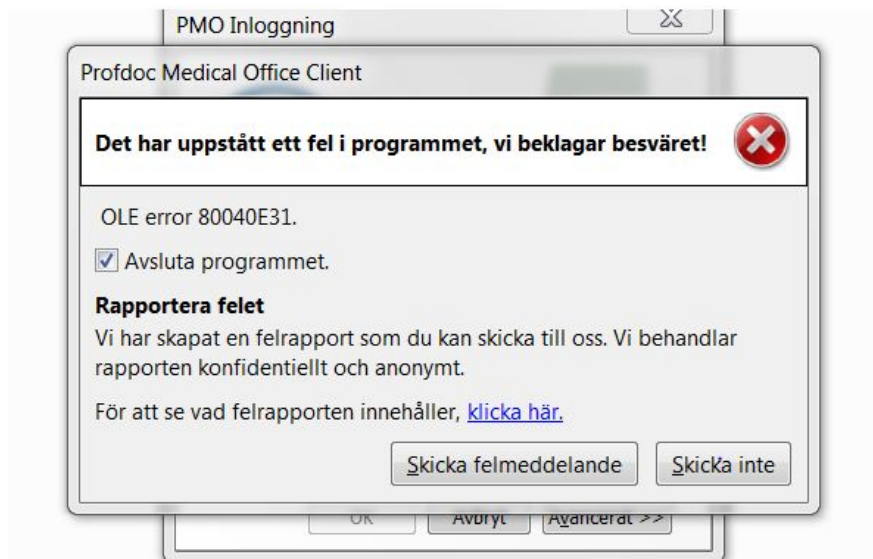 PMO Inloggning
Profdoc Medical Office Client
Det har uppstått ett fel i programmet, vi beklagar besväret!
OLE error 80040E31.
Avsluta programmet.
Rapportera felet
Vi har skapat en felrapport som du kan skicka till oss. Vi behandlar
rapporten konfidentiellt och anonymt.
För att se vad felrapporten innehåller, klicka här.
Skicka felmeddelande
Skicka inte
OK
Avbryt
Avancerat >>